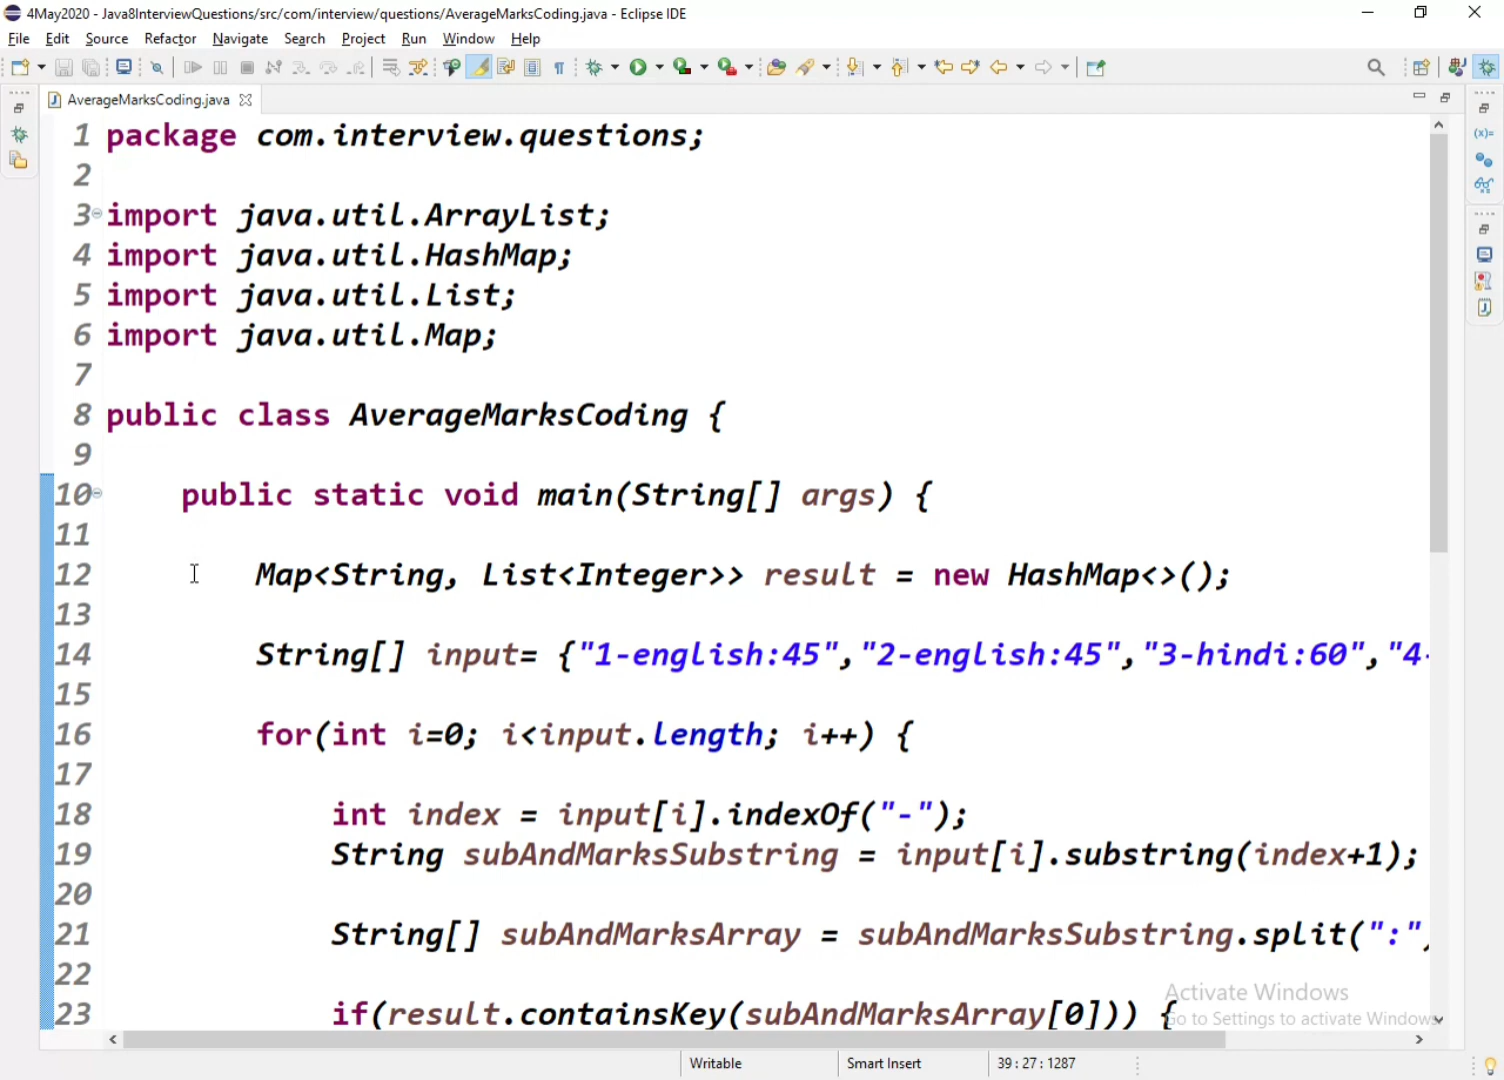 4May2020 - Java8InterviewQuestions/src/com/interview/questions/AverageMarksCoding.java - Eclipse IDE
File Edit Source Refactor Navigate Search Project Run Window Help
AverageMarksCoding.java
1 package com.interview.questions;
2
3 import java.util.ArrayList;
4 import java.util.HashMap;
5 import java.util.List;
6 import java.util.Map;
7
8 public class AverageMarksCoding {
9
10 public static void main(String[] args) {
11
12 Map<String, List<Integer>> result = new HashMap<>();
13
14 String[] input= {"1-english:45","2-english:45","3-hindi:60","4-
15
16 for(int i=0; i<input.length; i++) {
17
18 int index = input[i].indexOf("-");
19 String subAndMarksSubstring = input[i].substring(index+1);
20
21 String[] subAndMarksArray = subAndMarksSubstring.split(":"
22
23 if(result.containsKey(subAndMarksArray[0])) {
Activate Windows
Go to Settings to activate Windows.
Writable Smart Insert 39 : 27 : 1287